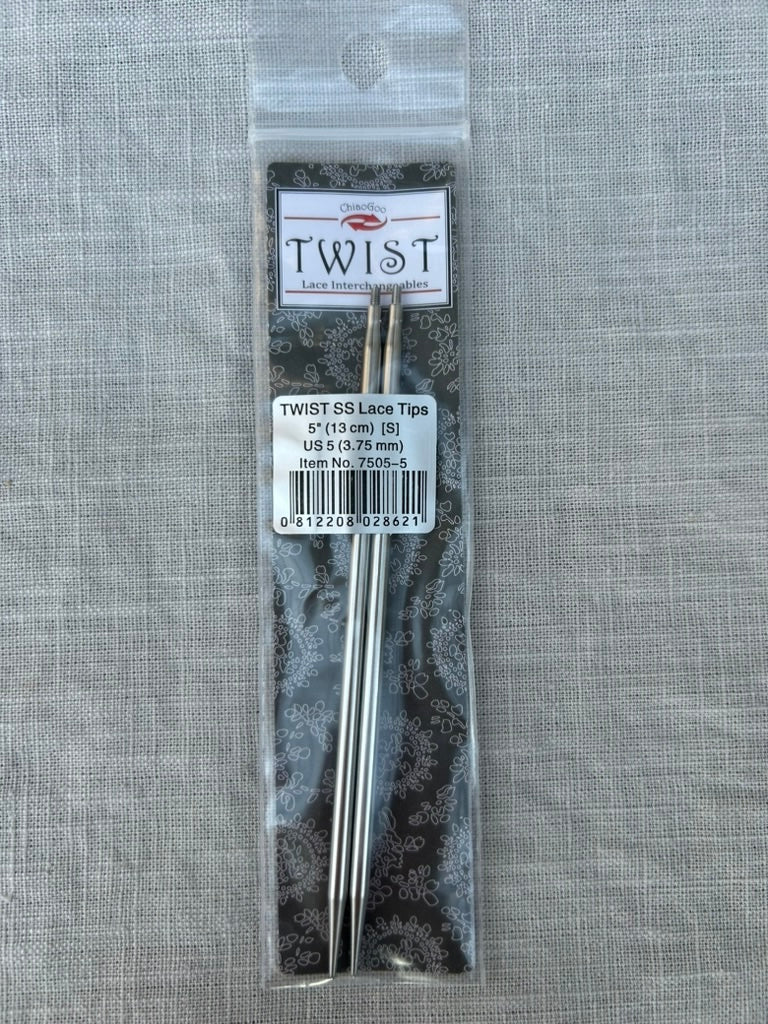 ChiaoGoo
TWIST
Lace Interchangeables
TWIST SS Lace Tips
5" (13 cm) [S]
US 5 (3.75 mm)
Item No. 7505-5
0 812208 028621